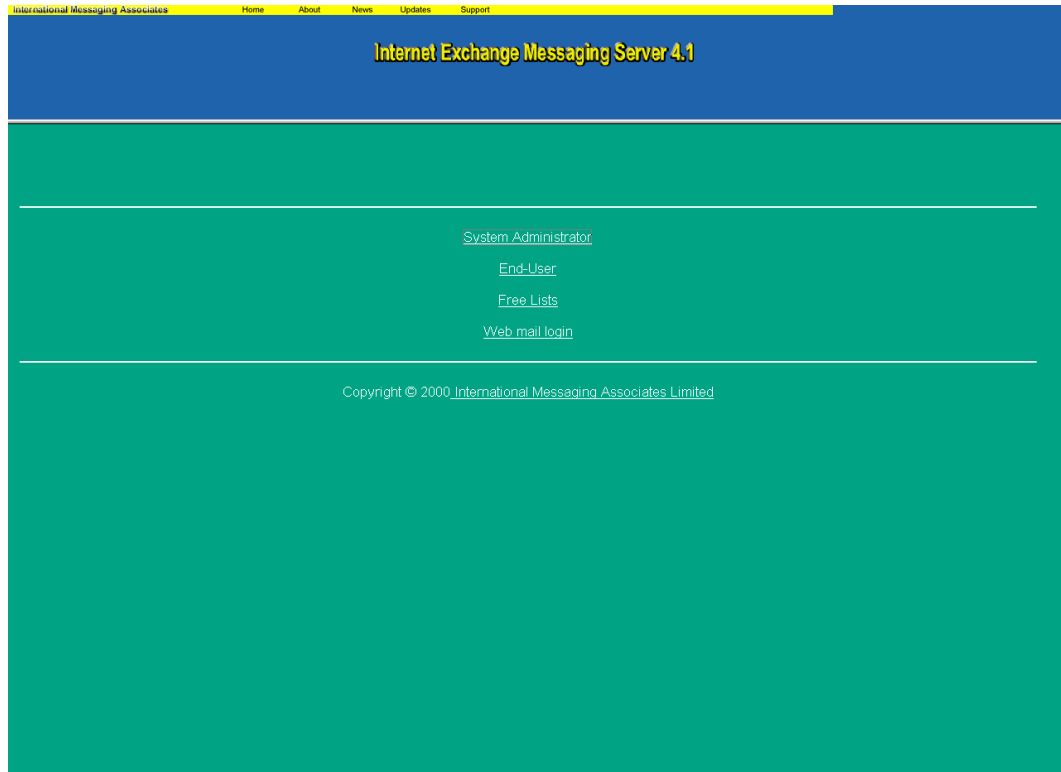 International Messaging Associates Home About News Updates Support
Internet Exchange Messaging Server 4.1
System Administrator
End-User
Free Lists
Web mail login
Copyright © 2000 International Messaging Associates Limited